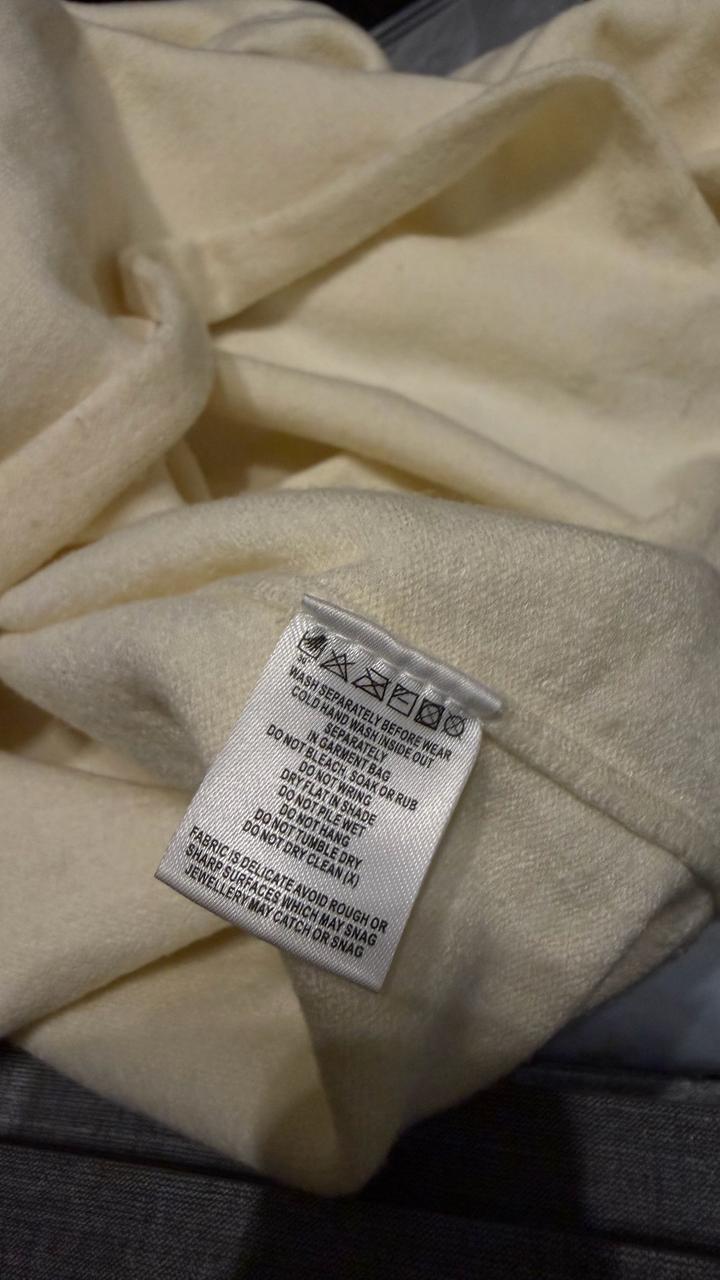 WASH SEPARATELY BEFORE WEAR
COLD HAND WASH INSIDE OUT
SEPARATELY
IN GARMENT BAG
DO NOT BLEACH, SOAK OR RUB
DO NOT WRING
DRY FLAT IN SHADE
DO NOT PILE WET
DO NOT HANG
DO NOT TUMBLE DRY
DO NOT DRY CLEAN (X)
FABRIC IS DELICATE AVOID ROUGH OR
SHARP SURFACES WHICH MAY SNAG
JEWELLERY MAY CATCH OR SNAG